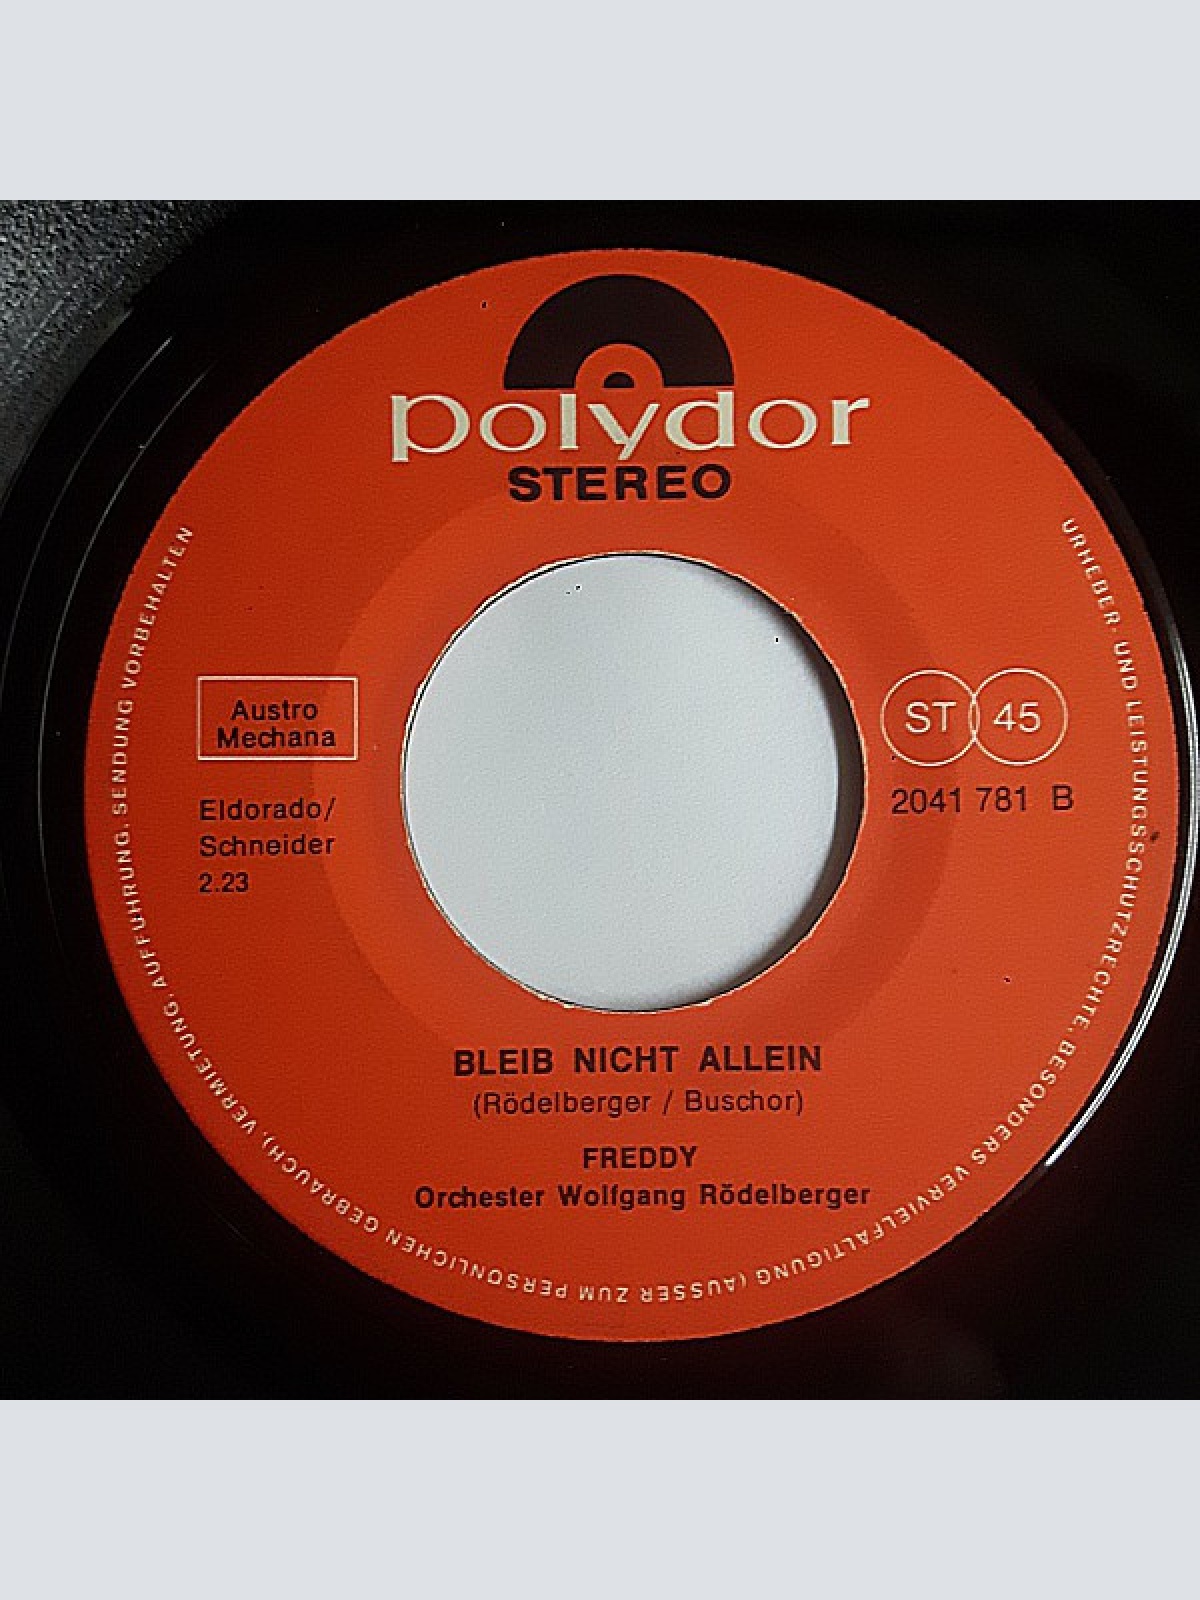 polydor
STEREO
Austro
Mechana
Eldorado/
Schneider
2.23
ST 45
2041 781 B
BLEIB NICHT ALLEIN
(Rödelberger / Buschor)
FREDDY
Orchester Wolfgang Rödelberger
URHEBER- UND LEISTUNGSSCHUTZRECHTE, BESONDERS VERVIELFÄLTIGUNG (AUSSER ZUM PERSÖNLICHEN GEBRAUCH), VERMIETUNG, AUFFÜHRUNG, SENDUNG VORBEHALTEN